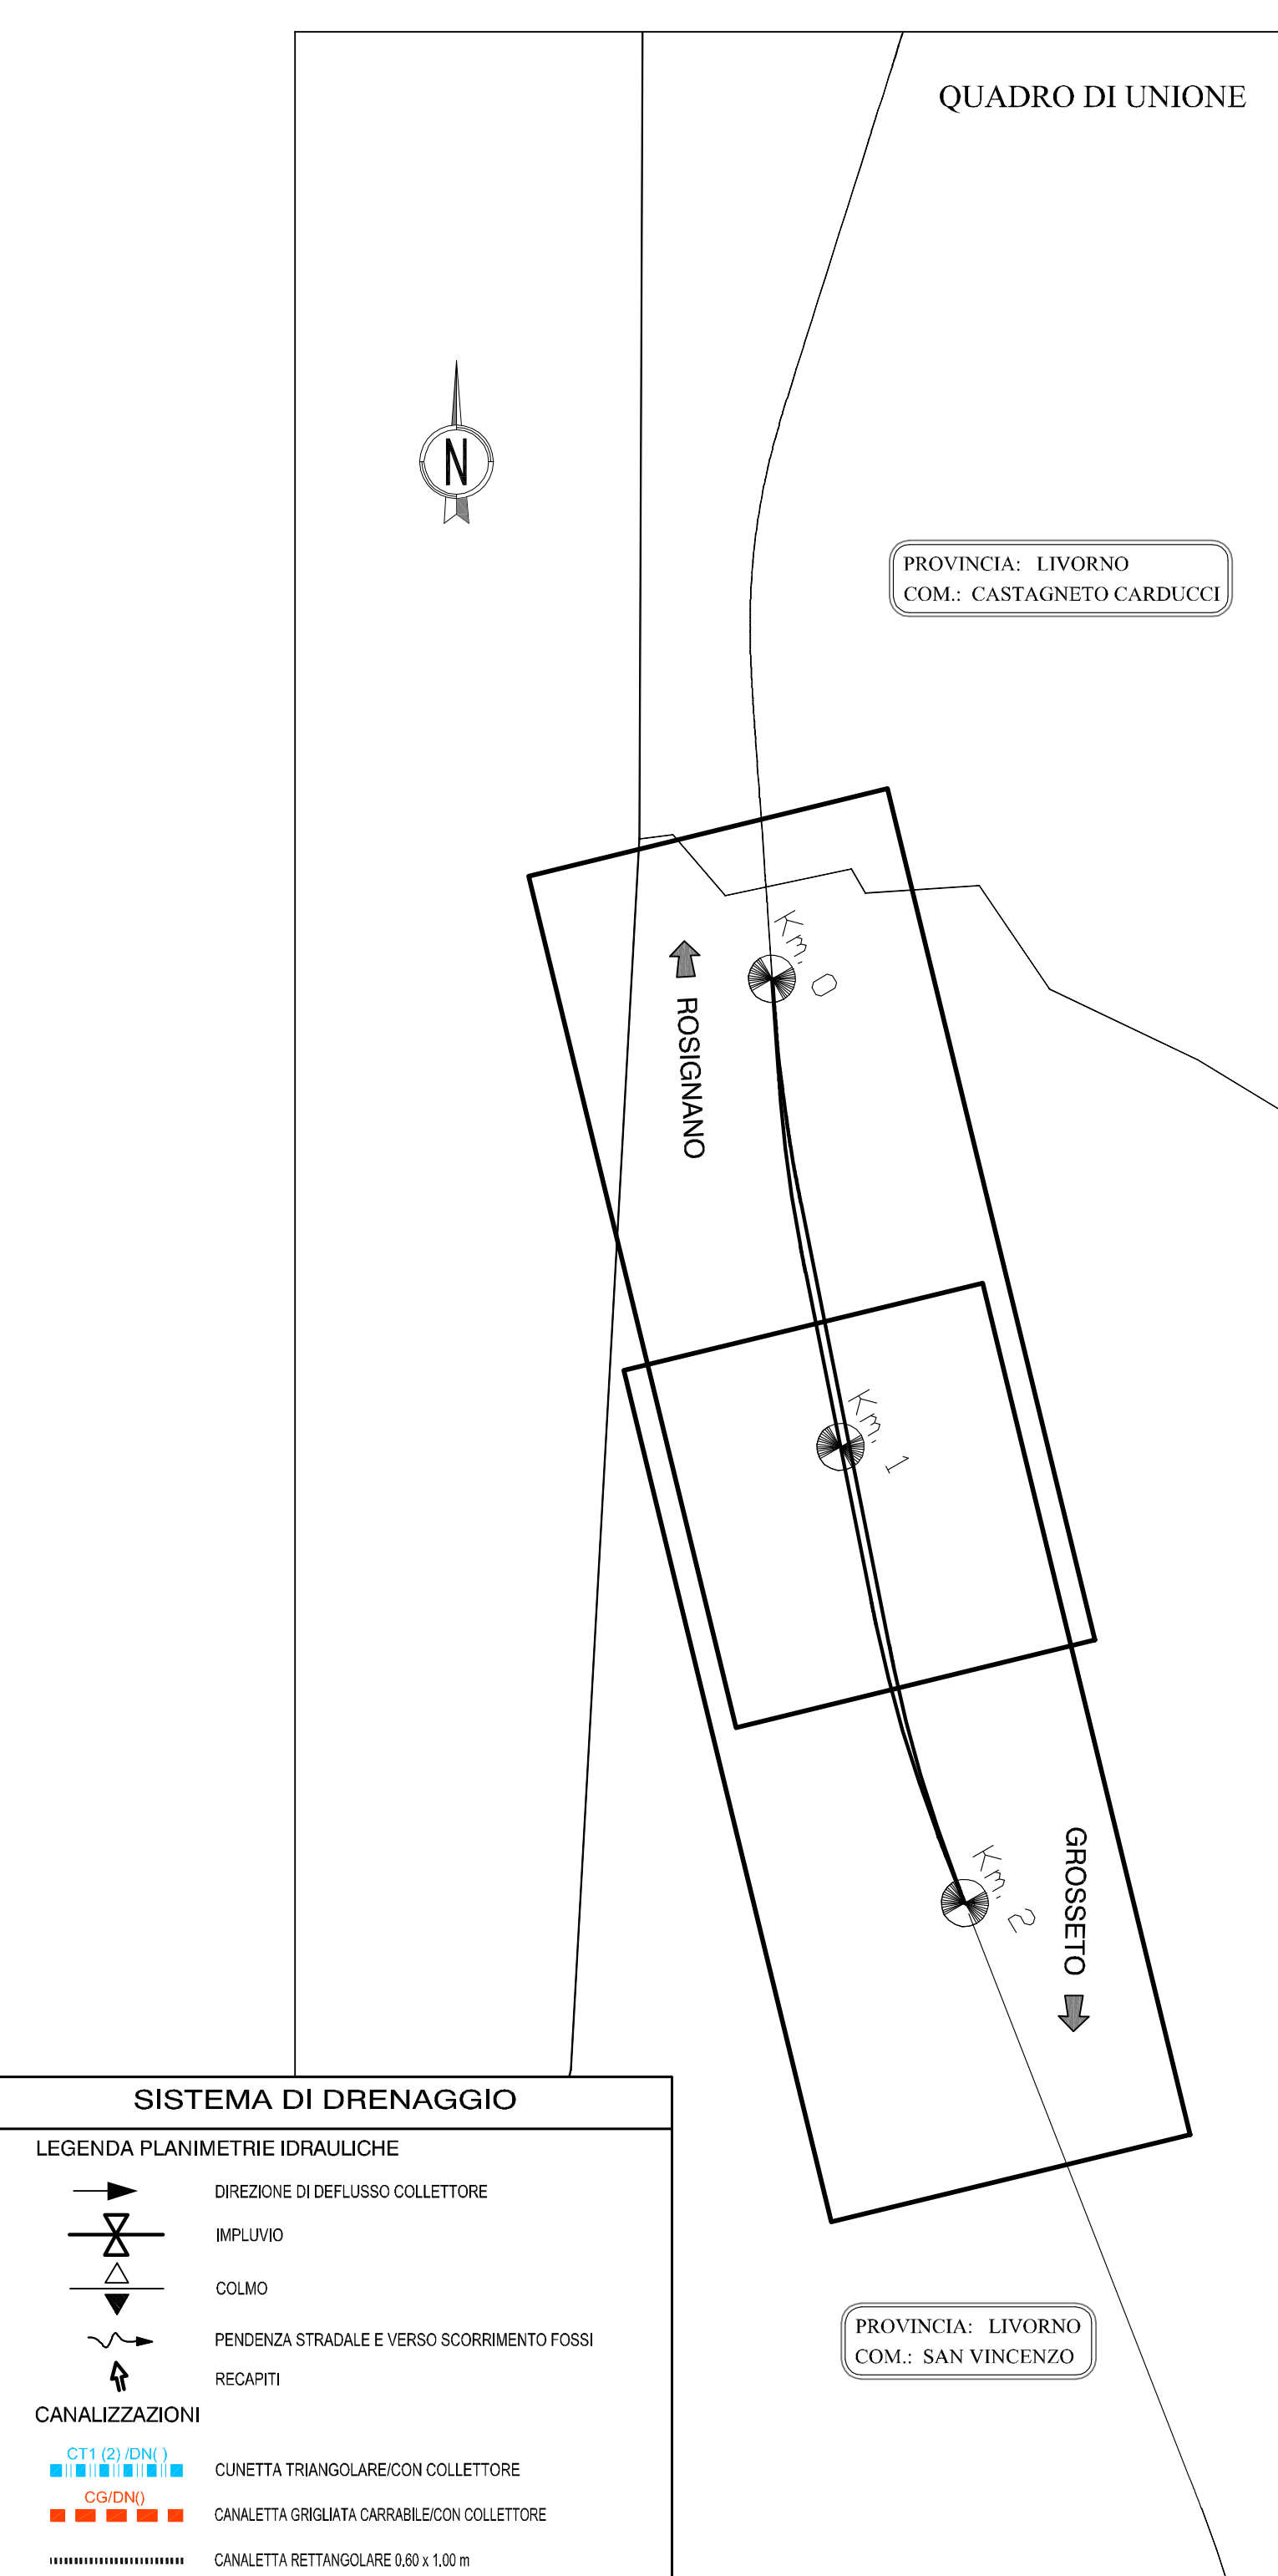 QUADRO DI UNIONE
N
PROVINCIA: LIVORNO
COM.: CASTAGNETO CARDUCCI
Km. 0
ROSIGNANO
Km. 1
Km. 2
GROSSETO
SISTEMA DI DRENAGGIO
LEGENDA PLANIMETRIE IDRAULICHE
DIREZIONE DI DEFLUSSO COLLETTORE
IMPLUVIO
COLMO
PENDENZA STRADALE E VERSO SCORRIMENTO FOSSI
RECAPITI
PROVINCIA: LIVORNO
COM.: SAN VINCENZO
CANALIZZAZIONI
CT1 (2) /DN( )
CUNETTA TRIANGOLARE/CON COLLETTORE
CG/DN()
CANALETTA GRIGLIATA CARRABILE/CON COLLETTORE
CANALETTA RETTANGOLARE 0.60 x 1.00 m